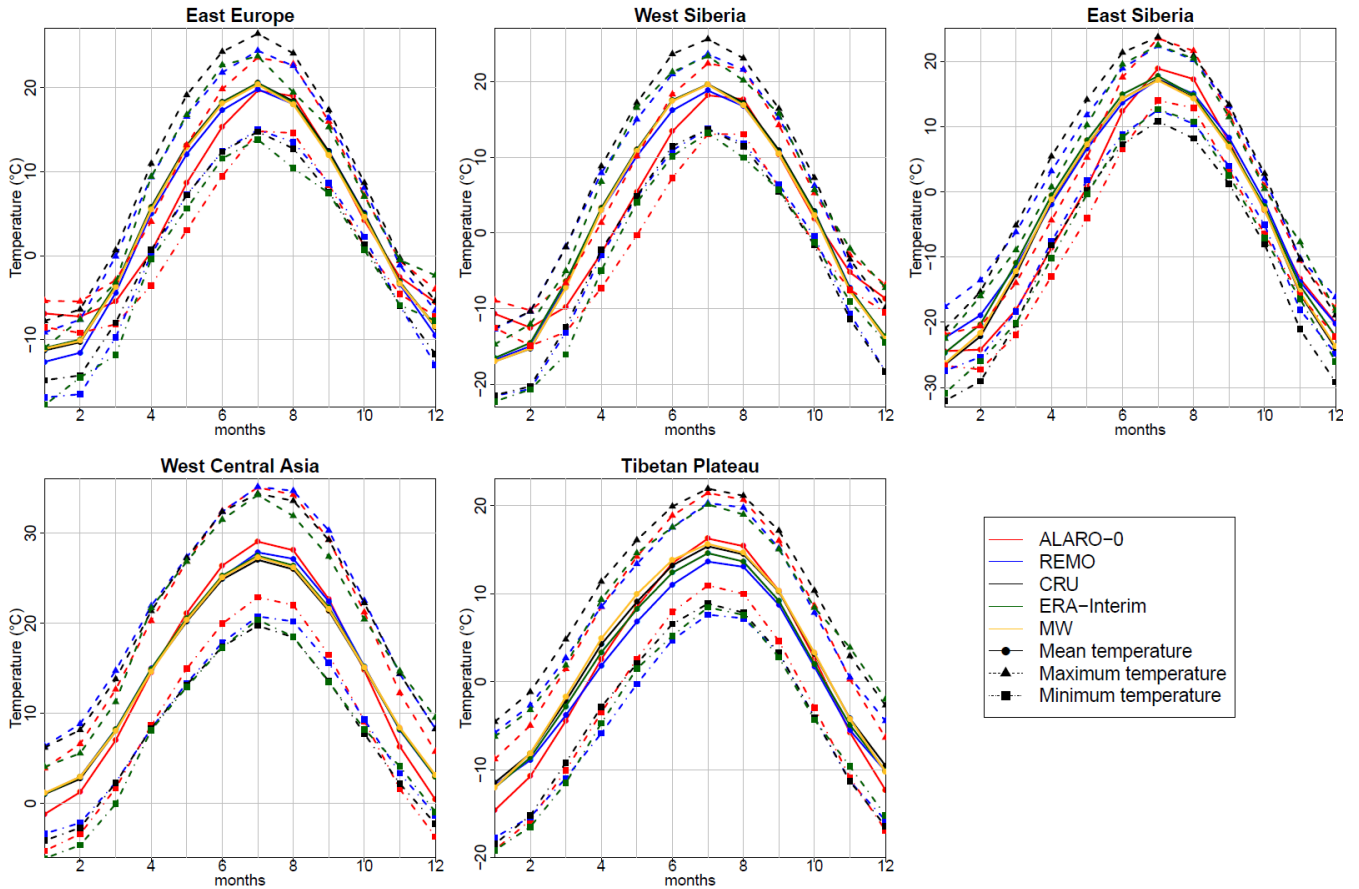 East Europe
West Siberia
East Siberia
Temperature (°C)
20
10
0
−10
2
4
6
8
10
12
months
Temperature (°C)
20
10
0
−10
−20
2
4
6
8
10
12
months
Temperature (°C)
20
10
0
−10
−20
−30
2
4
6
8
10
12
months
West Central Asia
Tibetan Plateau
Temperature (°C)
30
20
10
0
2
4
6
8
10
12
months
Temperature (°C)
20
10
0
−10
−20
2
4
6
8
10
12
months
ALARO−0
REMO
CRU
ERA−Interim
MW
Mean temperature
Maximum temperature
Minimum temperature